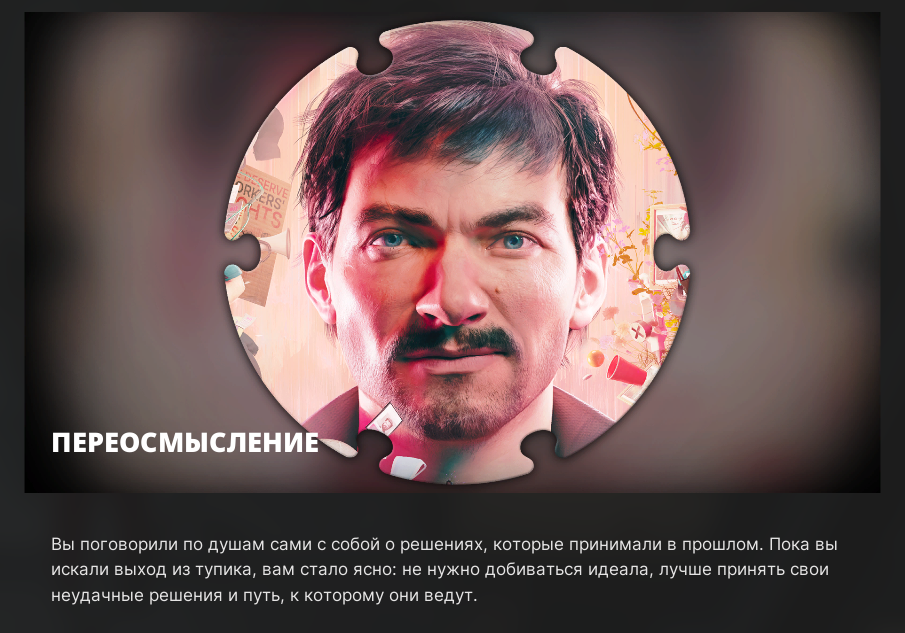 RESERVE
WORKERS'
RIGHTS
ПЕРЕОСМЫСЛЕНИЕ
Вы поговорили по душам сами с собой о решениях, которые принимали в прошлом. Пока вы
искали выход из тупика, вам стало ясно: не нужно добиваться идеала, лучше принять свои
неудачные решения и путь, к которому они ведут.